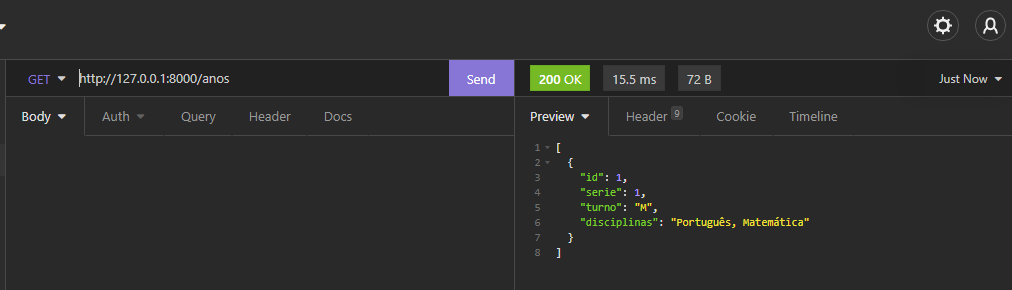 GET http://127.0.0.1:8000/anos Send 200 OK 15.5 ms 72 B Just Now
Body Auth Query Header Docs Preview Header 9 Cookie Timeline
1 [
2 {
3 "id": 1,
4 "serie": 1,
5 "turno": "M",
6 "disciplinas": "Português, Matemática"
7 }
8 ]